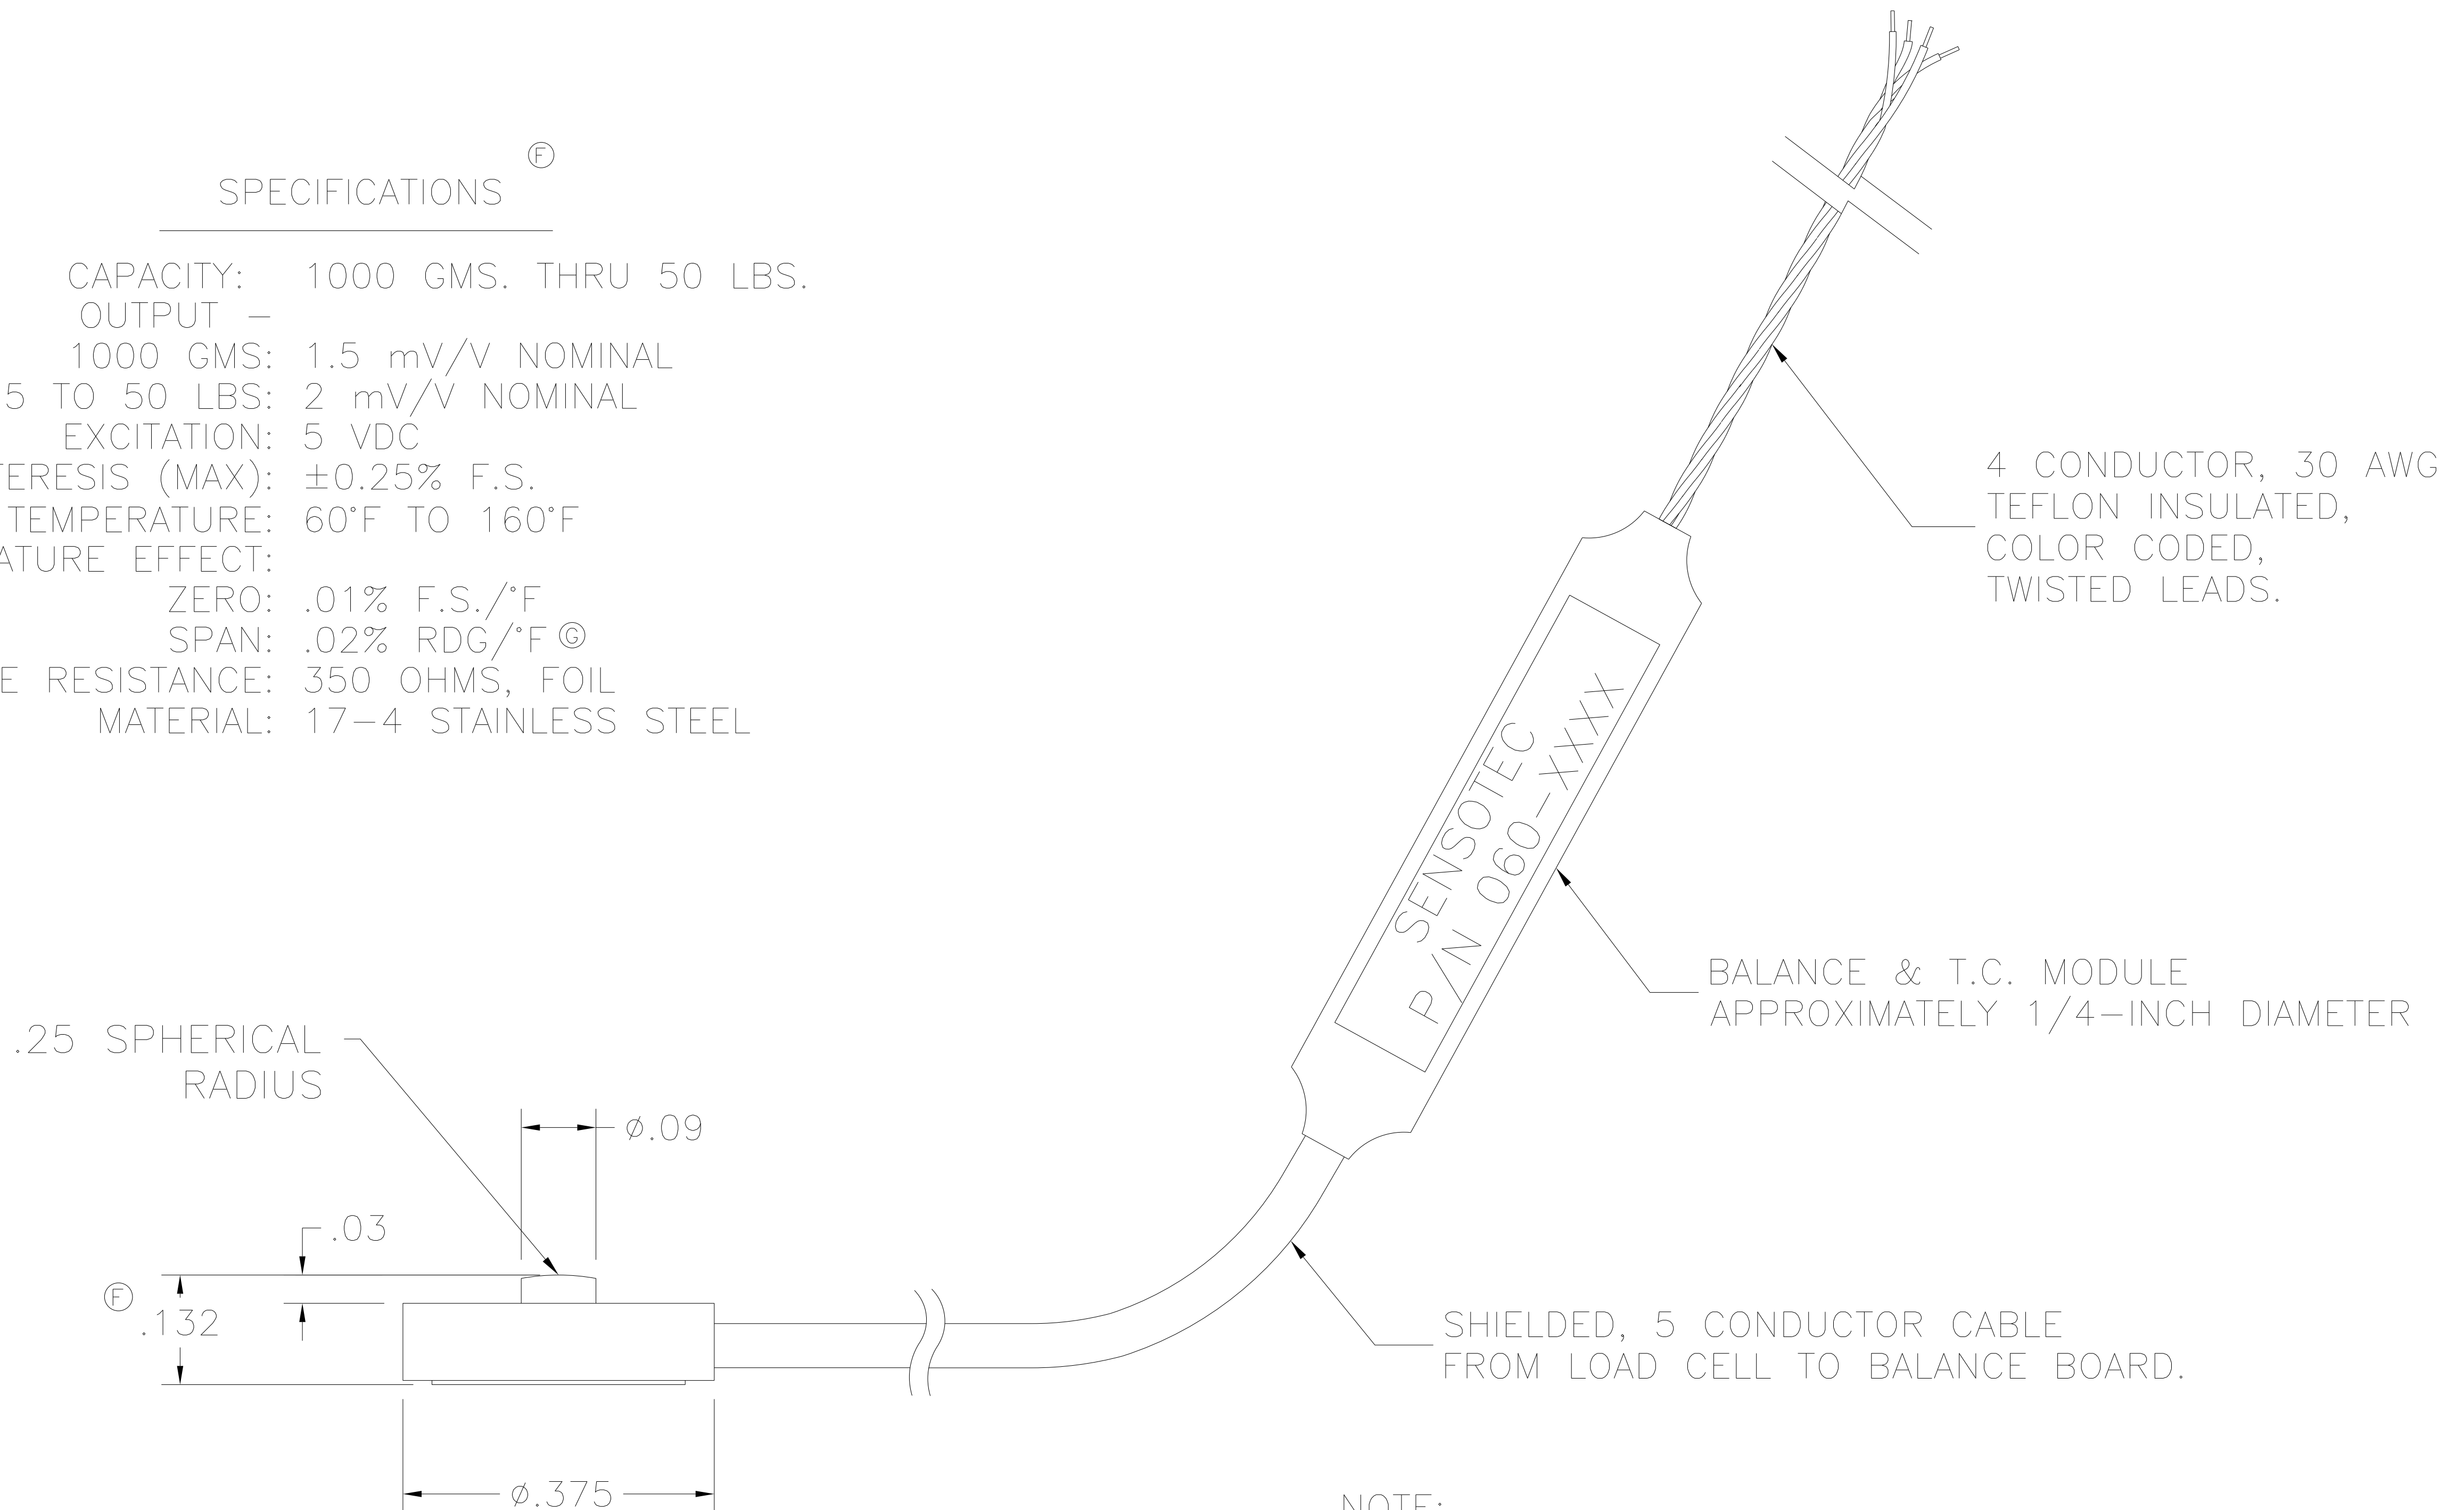 F
SPECIFICATIONS
CAPACITY: 1000 GMS. THRU 50 LBS.
OUTPUT –
1000 GMS: 1.5 mV/V NOMINAL
5 TO 50 LBS: 2 mV/V NOMINAL
EXCITATION: 5 VDC
(MAX): ±0.25% F.S.
TEMPERATURE: 60°F TO 160°F
EFFECT:
ZERO: .01% F.S./°F
SPAN: .02% RDG/°F G
RESISTANCE: 350 OHMS, FOIL
MATERIAL: 17–4 STAINLESS STEEL
4 CONDUCTOR, 30 AWG
TEFLON INSULATED,
COLOR CODED,
TWISTED LEADS.
SENSOTEC
P/N 060–XXXX
BALANCE & T.C. MODULE
APPROXIMATELY 1/4–INCH DIAMETER
.25 SPHERICAL
RADIUS
ø.09
.03
F
.132
SHIELDED, 5 CONDUCTOR CABLE
FROM LOAD CELL TO BALANCE BOARD.
ø.375
NOTE: